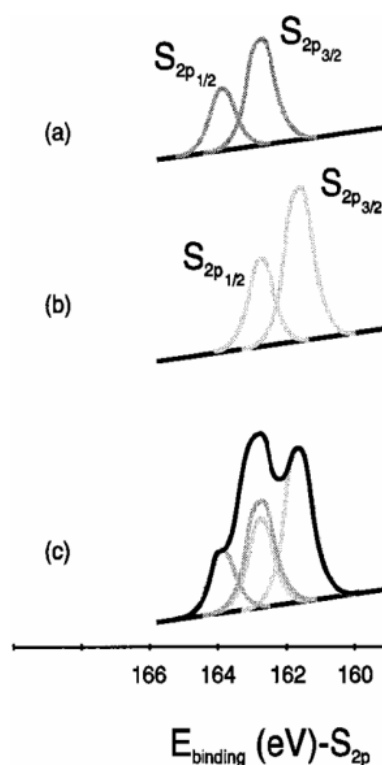 S2p3/2
S2p1/2
(a)
S2p3/2
S2p1/2
(b)
(c)
166 164 162 160
Ebinding (eV)-S2p